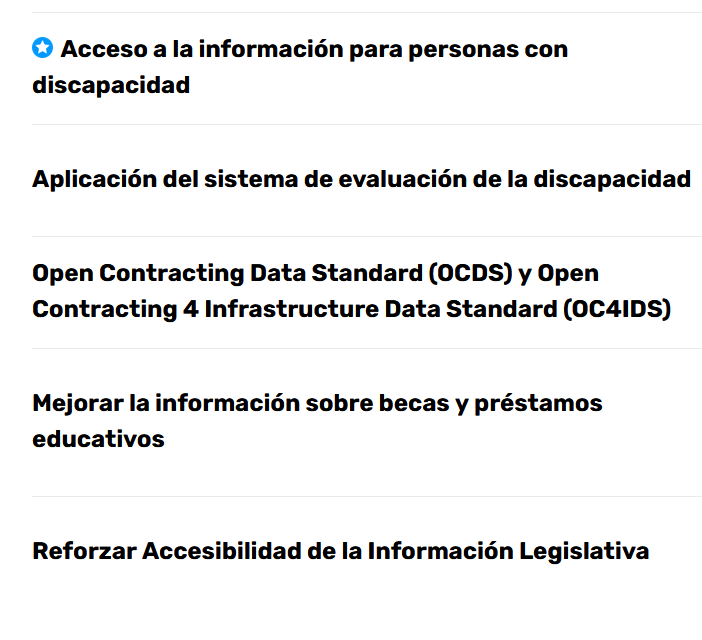 Acceso a la información para personas con
discapacidad
Aplicación del sistema de evaluación de la discapacidad
Open Contracting Data Standard (OCDS) y Open
Contracting 4 Infrastructure Data Standard (OC4IDS)
Mejorar la información sobre becas y préstamos
educativos
Reforzar Accesibilidad de la Información Legislativa